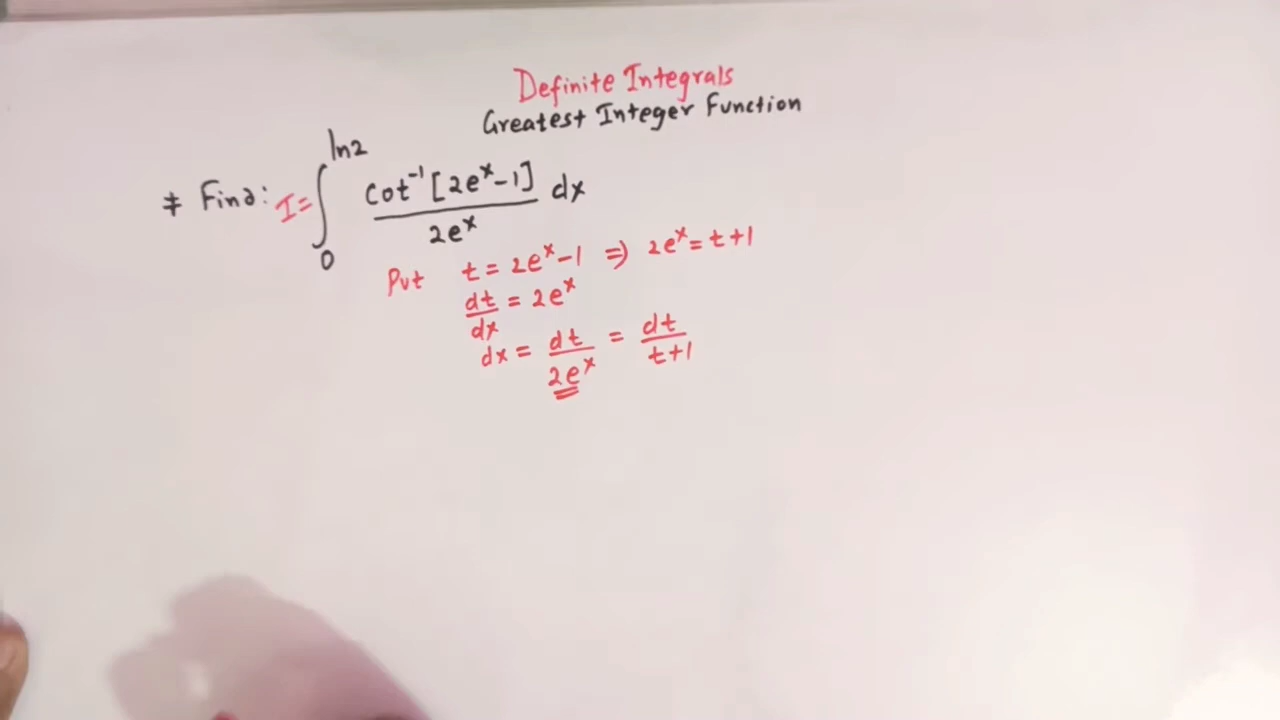 Definite Integrals
Greatest Integer Function
# Find: I = ∫₀^ln2 cot⁻¹[2eˣ-1] / 2eˣ dx
Put t = 2eˣ-1 ⇒ 2eˣ = t+1
dt/dx = 2eˣ
dx = dt/2eˣ = dt/t+1